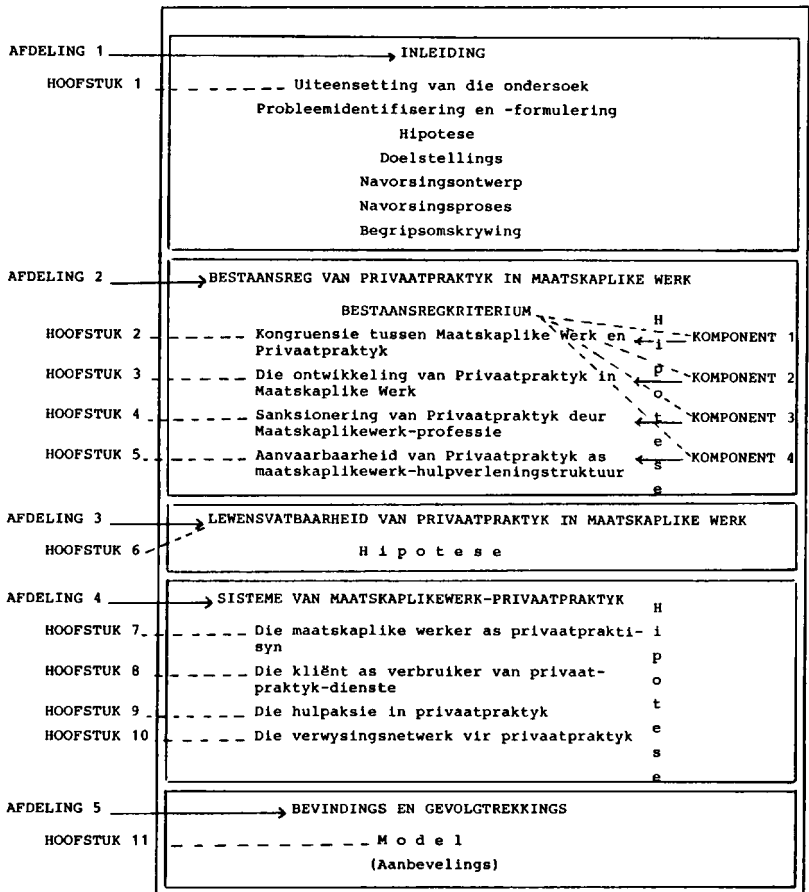 AFDELING 1 INLEIDING
HOOFSTUK 1 Uiteensetting van die ondersoek
Probleemidentifisering en -formulering
Hipotese
Doelstellings
Navorsingsontwerp
Navorsingsproses
Begripsomskrywing
AFDELING 2 BESTAANSREG VAN PRIVAATPRAKTYK IN MAATSKAPLIKE WERK
BESTAANSREGKRITERIUM
HOOFSTUK 2 Kongruensie tussen Maatskaplike Werk en
Privaatpraktyk
KOMPONENT 1
HOOFSTUK 3 Die ontwikkeling van Privaatpraktyk in
Maatskaplike Werk
KOMPONENT 2
HOOFSTUK 4 Sanksionering van Privaatpraktyk deur
Maatskaplikewerk-professie
KOMPONENT 3
HOOFSTUK 5 Aanvaarbaarheid van Privaatpraktyk as
maatskaplikewerk-hulpverleningstruktuur
KOMPONENT 4
Hipotese
AFDELING 3 LEWENSVATBAARHEID VAN PRIVAATPRAKTYK IN MAATSKAPLIKE WERK
HOOFSTUK 6 H i p o t e s e
AFDELING 4 SISTEME VAN MAATSKAPLIKEWERK-PRIVAATPRAKTYK
HOOFSTUK 7 Die maatskaplike werker as privaatprakti-
syn
HOOFSTUK 8 Die kliënt as verbruiker van privaat-
praktyk-dienste
HOOFSTUK 9 Die hulpaksie in privaatpraktyk
HOOFSTUK 10 Die verwysingsnetwerk vir privaatpraktyk
Hipotese
AFDELING 5 BEVINDINGS EN GEVOLGTREKKINGS
HOOFSTUK 11 M o d e l
(Aanbevelings)